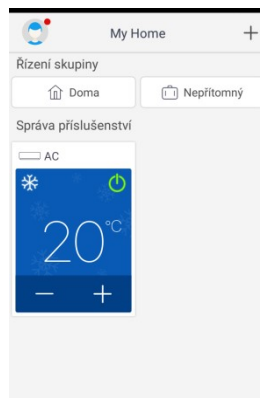 My Home
Řízení skupiny
Doma
Nepřítomný
Správa příslušenství
AC
20°C